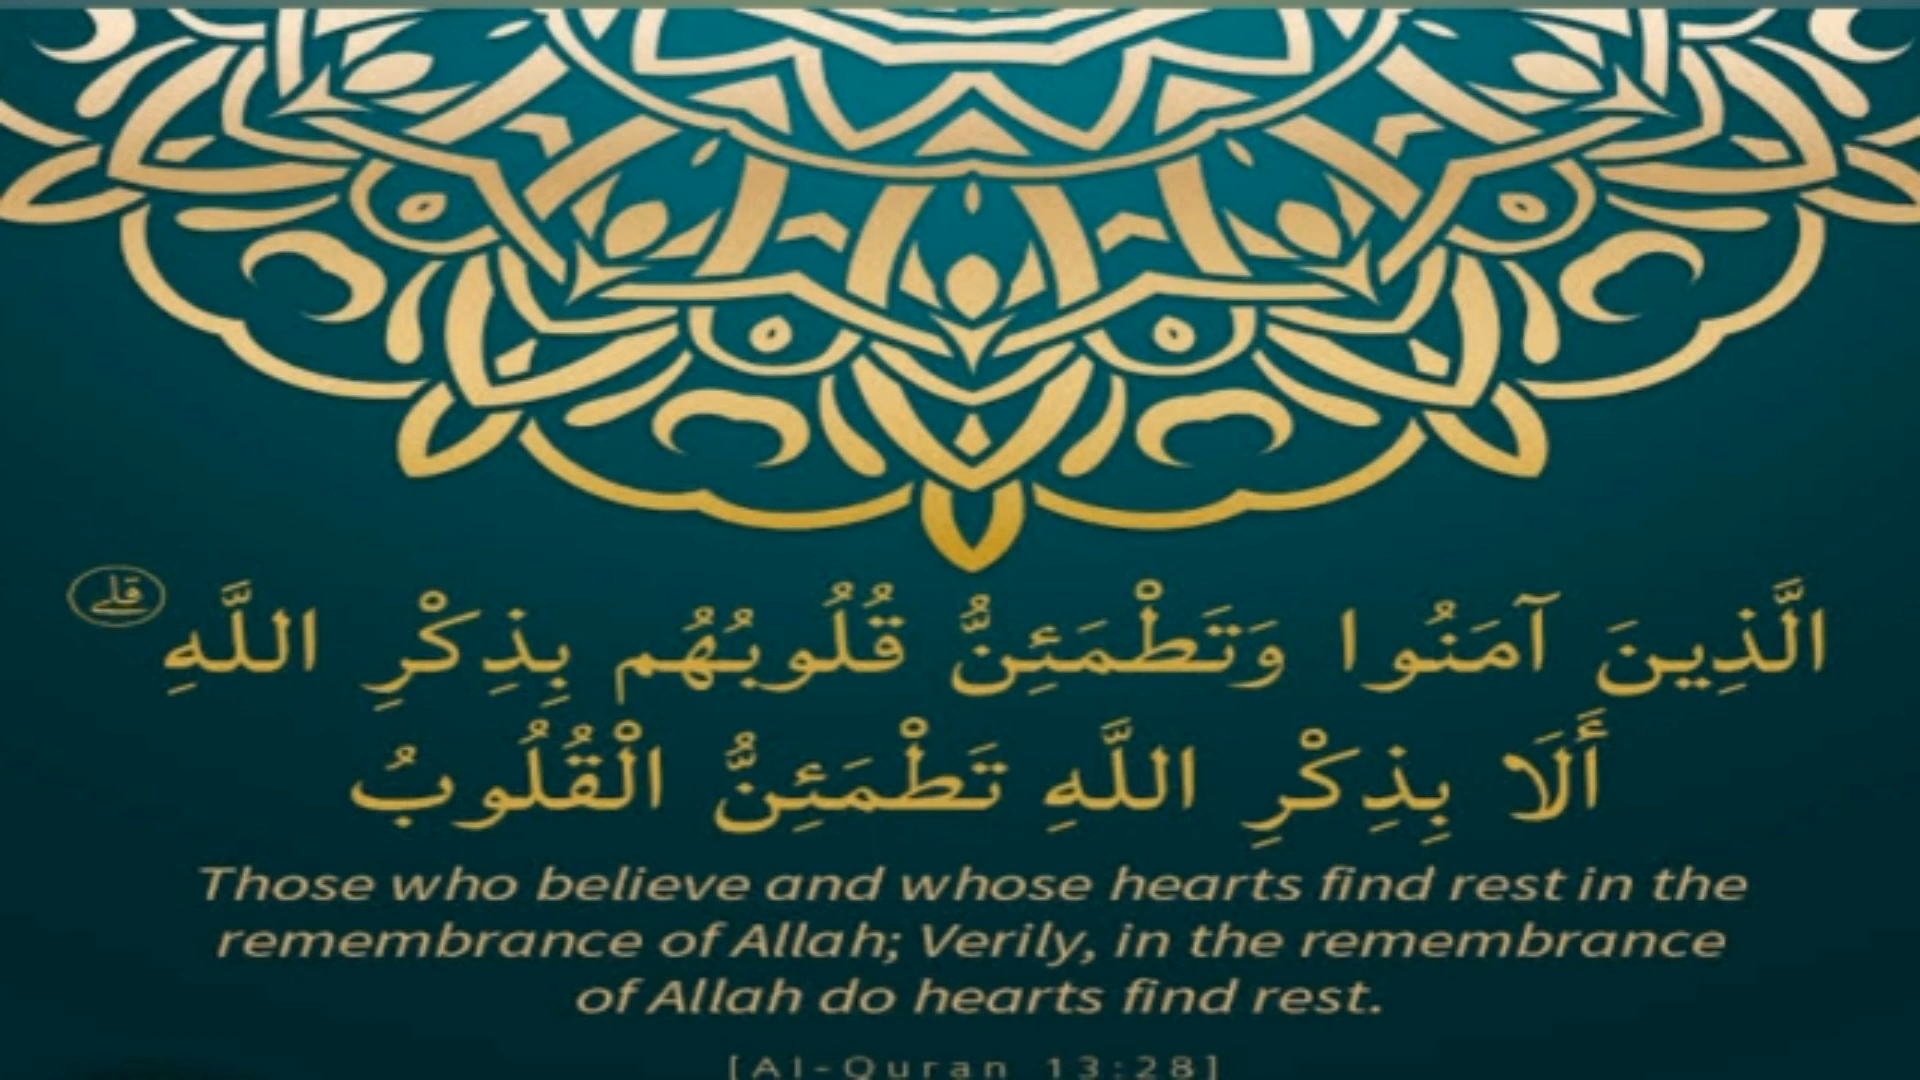 الَّذِينَ آمَنُوا وَتَطْمَئِنُّ قُلُوبُهُم بِذِكْرِ اللَّهِ ۗ
أَلَا بِذِكْرِ اللَّهِ تَطْمَئِنُّ الْقُلُوبُ
Those who believe and whose hearts find rest in the
remembrance of Allah; Verily, in the remembrance
of Allah do hearts find rest.
[Al-Quran 13:28]